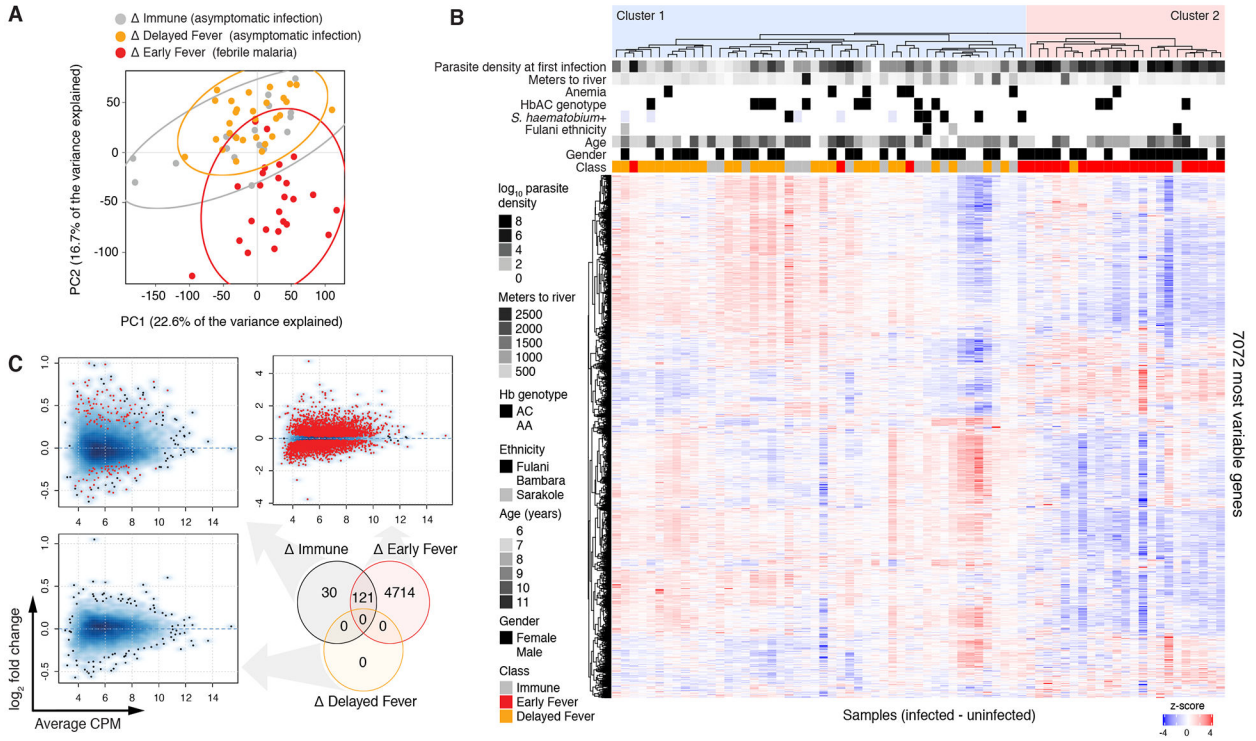 A
Δ Immune (asymptomatic infection)
Δ Delayed Fever (asymptomatic infection)
Δ Early Fever (febrile malaria)
PC2 (16.7% of the variance explained)
50
0
-50
-100
-150
-100
-50
0
50
100
PC1 (22.6% of the variance explained)
B
Cluster 1
Cluster 2
Parasite density at first infection
Meters to river
Anemia
HbAC genotype
S. haematobium+
Fulani ethnicity
Age
Gender
Class
log10 parasite
density
8
6
4
2
0
Meters to river
2500
2000
1500
1000
500
Hb genotype
AC
AA
Ethnicity
Fulani
Bambara
Sarakole
Age (years)
6
7
8
9
10
11
Gender
Female
Male
Class
Immune
Early Fever
Delayed Fever
7072 most variable genes
Samples (infected - uninfected)
z-score
-4
0
4
C
1.0
0.5
0.0
-0.5
4
6
8
10
12
14
4
2
0
-2
-4
4
6
8
10
12
14
1.0
0.5
0.0
-0.5
4
6
8
10
12
14
log2 fold change
Average CPM
Δ Immune
Δ Early Fever
30
121
4714
0
0
0
0
Δ Delayed Fever